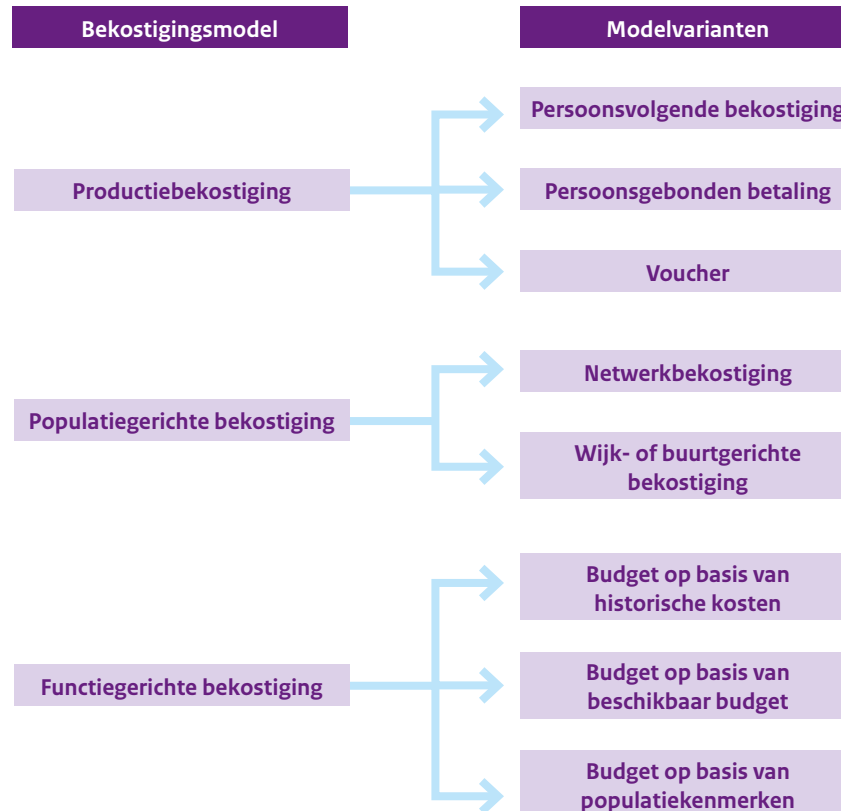 Bekostigingsmodel
Modelvarianten
Productiebekostiging
Persoonsvolgende bekostiging
Persoonsgebonden betaling
Voucher
Populatiegerichte bekostiging
Netwerkbekostiging
Wijk- of buurtgerichte
bekostiging
Functiegerichte bekostiging
Budget op basis van
historische kosten
Budget op basis van
beschikbaar budget
Budget op basis van
populatiekenmerken